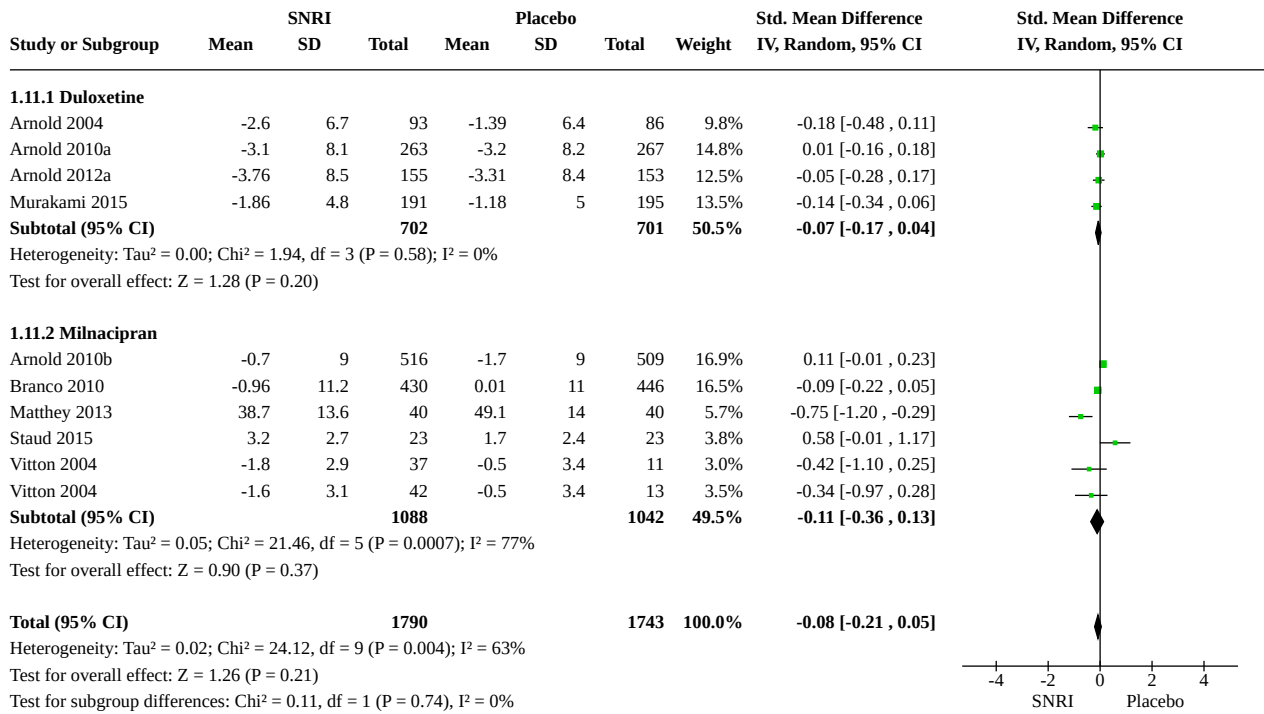 SNRI Placebo Std. Mean Difference Std. Mean Difference
Study or Subgroup Mean SD Total Mean SD Total Weight IV, Random, 95% CI IV, Random, 95% CI
1.11.1 Duloxetine
Arnold 2004 -2.6 6.7 93 -1.39 6.4 86 9.8% -0.18 [-0.48 , 0.11]
Arnold 2010a -3.1 8.1 263 -3.2 8.2 267 14.8% 0.01 [-0.16 , 0.18]
Arnold 2012a -3.76 8.5 155 -3.31 8.4 153 12.5% -0.05 [-0.28 , 0.17]
Murakami 2015 -1.86 4.8 191 -1.18 5 195 13.5% -0.14 [-0.34 , 0.06]
Subtotal (95% CI) 702 701 50.5% -0.07 [-0.17 , 0.04]
Heterogeneity: Tau² = 0.00; Chi² = 1.94, df = 3 (P = 0.58); I² = 0%
Test for overall effect: Z = 1.28 (P = 0.20)
1.11.2 Milnacipran
Arnold 2010b -0.7 9 516 -1.7 9 509 16.9% 0.11 [-0.01 , 0.23]
Branco 2010 -0.96 11.2 430 0.01 11 446 16.5% -0.09 [-0.22 , 0.05]
Matthey 2013 38.7 13.6 40 49.1 14 40 5.7% -0.75 [-1.20 , -0.29]
Staud 2015 3.2 2.7 23 1.7 2.4 23 3.8% 0.58 [-0.01 , 1.17]
Vitton 2004 -1.8 2.9 37 -0.5 3.4 11 3.0% -0.42 [-1.10 , 0.25]
Vitton 2004 -1.6 3.1 42 -0.5 3.4 13 3.5% -0.34 [-0.97 , 0.28]
Subtotal (95% CI) 1088 1042 49.5% -0.11 [-0.36 , 0.13]
Heterogeneity: Tau² = 0.05; Chi² = 21.46, df = 5 (P = 0.0007); I² = 77%
Test for overall effect: Z = 0.90 (P = 0.37)
Total (95% CI) 1790 1743 100.0% -0.08 [-0.21 , 0.05]
Heterogeneity: Tau² = 0.02; Chi² = 24.12, df = 9 (P = 0.004); I² = 63%
Test for overall effect: Z = 1.26 (P = 0.21)
-4 -2 0 2 4
Test for subgroup differences: Chi² = 0.11, df = 1 (P = 0.74), I² = 0%
SNRI Placebo